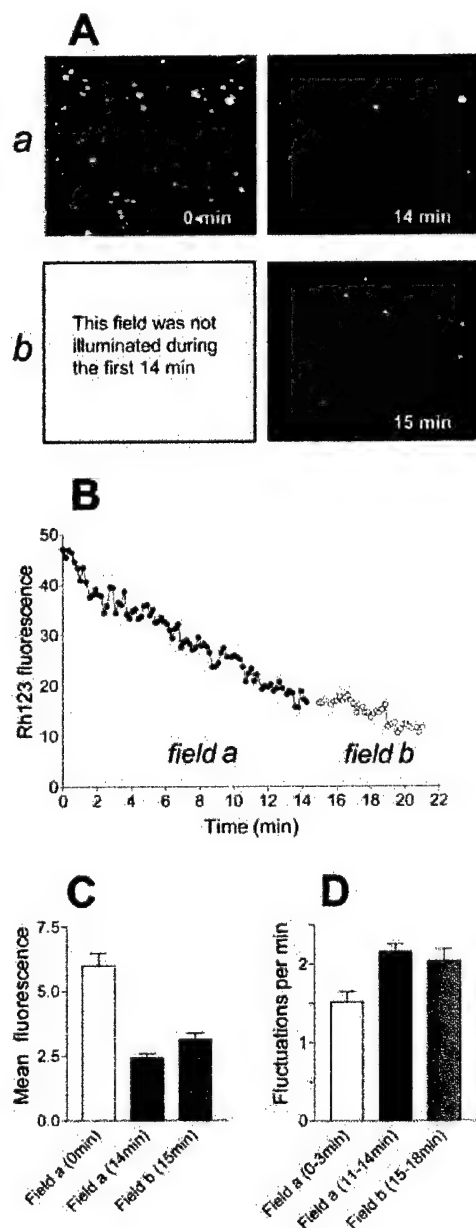 A
a
0 min
14 min
b
This field was not
illuminated during
the first 14 min
15 min
B
50
40
30
20
10
0
Rh123 fluorescence
field a
field b
0 2 4 6 8 10 12 14 16 18 20 22
Time (min)
C
7.5
5.0
2.5
0.0
Mean fluorescence
Field a (0min)
Field a (14min)
Field b (15min)
D
2
1
0
Fluctuations per min
Field a (0-3min)
Field a (11-14min)
Field b (15-18min)